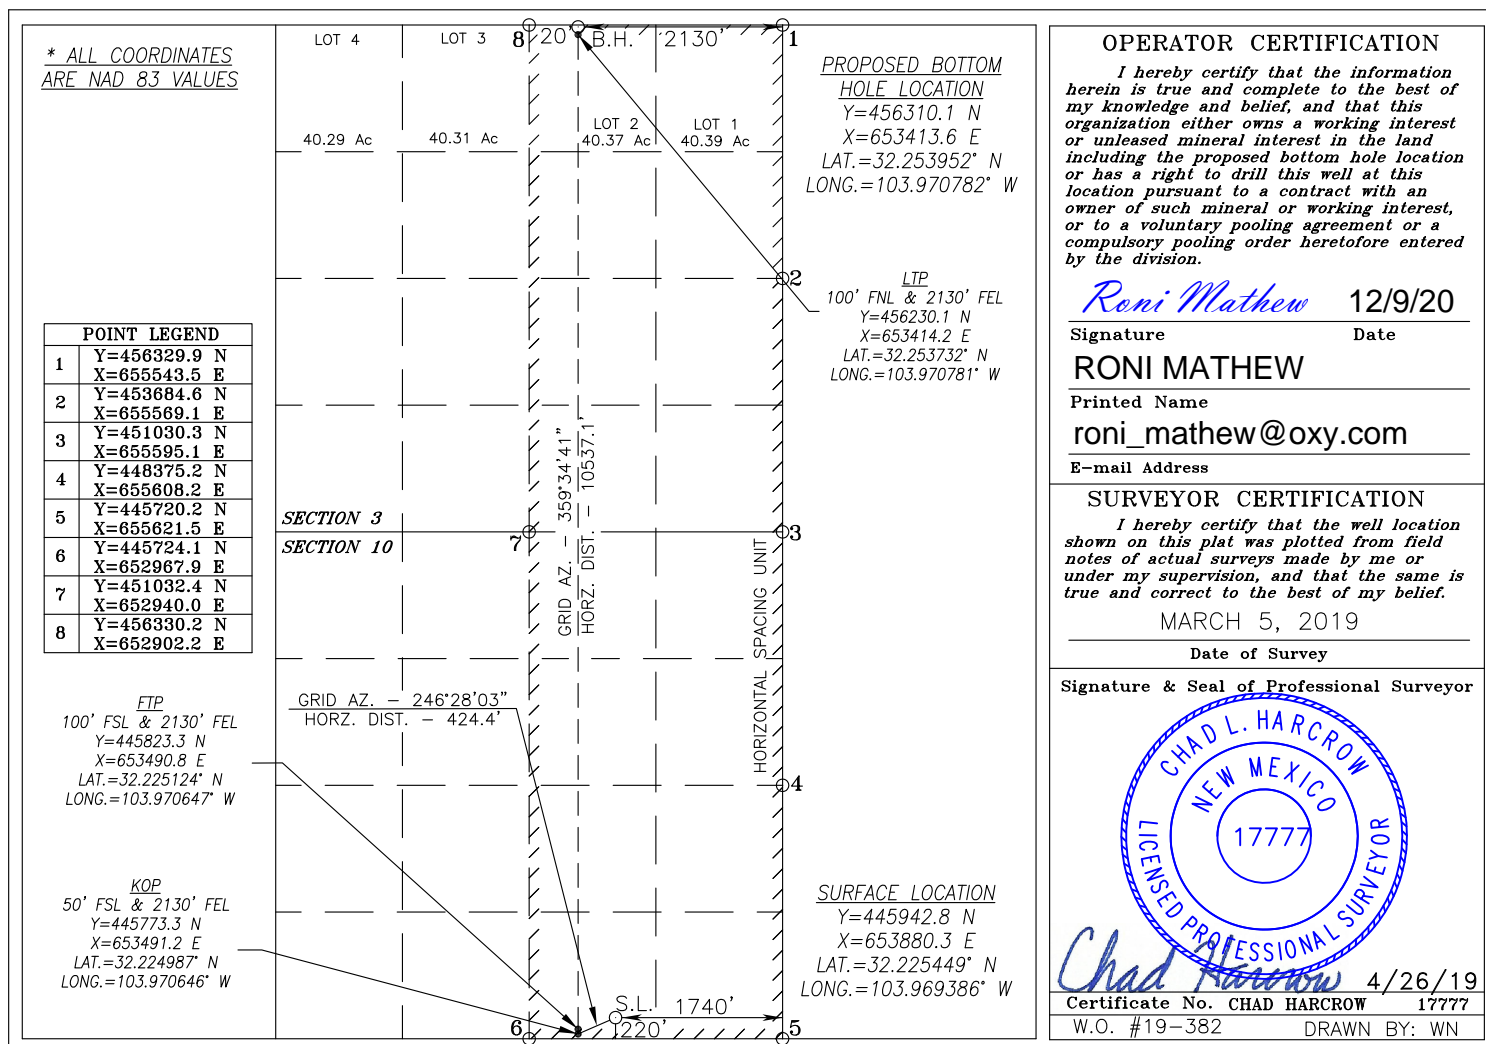 * ALL COORDINATES
ARE NAD 83 VALUES
LOT 4
LOT 3
8
20'
B.H.
2130'
1
40.29 Ac
40.31 Ac
LOT 2
40.37 Ac
LOT 1
40.39 Ac
PROPOSED BOTTOM
HOLE LOCATION
Y=456310.1 N
X=653413.6 E
LAT.=32.253952° N
LONG.=103.970782° W
2
LTP
100' FNL & 2130' FEL
Y=456230.1 N
X=653414.2 E
LAT.=32.253732° N
LONG.=103.970781° W
POINT LEGEND
1 Y=456329.9 N
X=655543.5 E
2 Y=453684.6 N
X=655569.1 E
3 Y=451030.3 N
X=655595.1 E
4 Y=448375.2 N
X=655608.2 E
5 Y=445720.2 N
X=655621.5 E
6 Y=445724.1 N
X=652967.9 E
7 Y=451032.4 N
X=652940.0 E
8 Y=456330.2 N
X=652902.2 E
SECTION 3
SECTION 10
7
3
GRID AZ. - 359°34'41"
HORZ. DIST. - 10537.1'
HORIZONTAL SPACING UNIT
GRID AZ. - 246°28'03"
HORZ. DIST. - 424.4'
4
FTP
100' FSL & 2130' FEL
Y=445823.3 N
X=653490.8 E
LAT.=32.225124° N
LONG.=103.970647° W
KOP
50' FSL & 2130' FEL
Y=445773.3 N
X=653491.2 E
LAT.=32.224987° N
LONG.=103.970646° W
SURFACE LOCATION
Y=445942.8 N
X=653880.3 E
LAT.=32.225449° N
LONG.=103.969386° W
6
S.L.
1740'
220'
5
OPERATOR CERTIFICATION
I hereby certify that the information
herein is true and complete to the best of
my knowledge and belief, and that this
organization either owns a working interest
or unleased mineral interest in the land
including the proposed bottom hole location
or has a right to drill this well at this
location pursuant to a contract with an
owner of such mineral or working interest,
or to a voluntary pooling agreement or a
compulsory pooling order heretofore entered
by the division.
Roni Mathew 12/9/20
Signature Date
RONI MATHEW
Printed Name
roni_mathew@oxy.com
E-mail Address
SURVEYOR CERTIFICATION
I hereby certify that the well location
shown on this plat was plotted from field
notes of actual surveys made by me or
under my supervision, and that the same is
true and correct to the best of my belief.
MARCH 5, 2019
Date of Survey
Signature & Seal of Professional Surveyor
CHAD L. HARCROW
NEW MEXICO
17777
LICENSED PROFESSIONAL SURVEYOR
Chad Harcrow 4/26/19
Certificate No. CHAD HARCROW 17777
W.O. #19-382 DRAWN BY: WN